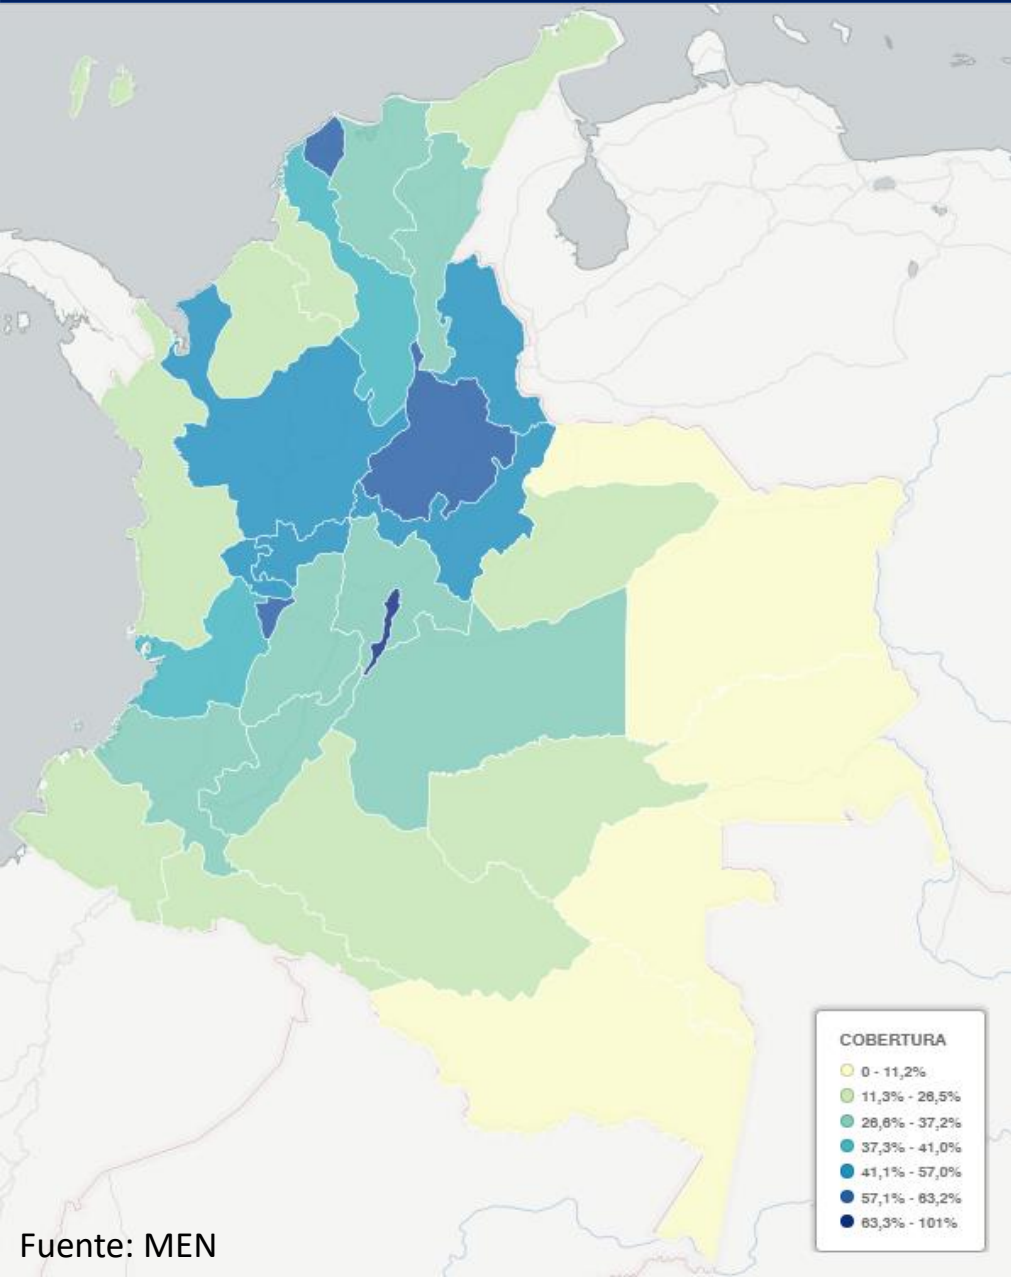 COBERTURA
0 - 11,2%
11,3% - 26,5%
26,6% - 37,2%
37,3% - 41,0%
41,1% - 57,0%
57,1% - 63,2%
63,3% - 101%
Fuente: MEN